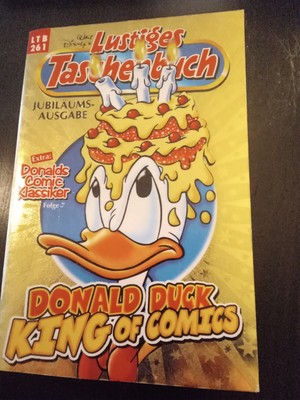 LTB
261
WALT
DISNEY'S
Lustiges
Taschenbuch
JUBILÄUMS-
AUSGABE
Extra:
Donalds
Comic
Klassiker
Folge 2
DONALD DUCK
KING OF COMICS